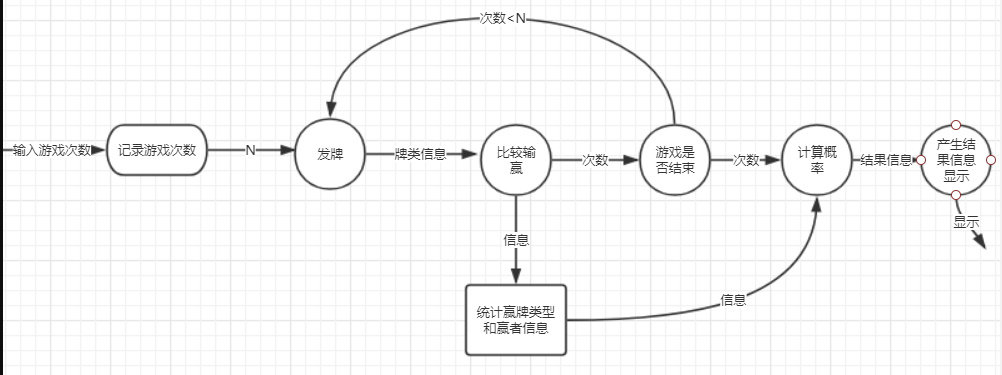 次数<N
输入游戏次数
记录游戏次数
N
发牌
牌类信息
比较输
赢
次数
游戏是
否结束
次数
计算概
率
结果信息
产生结
果信息
显示
显示
信息
统计赢牌类型
和赢者信息
信息